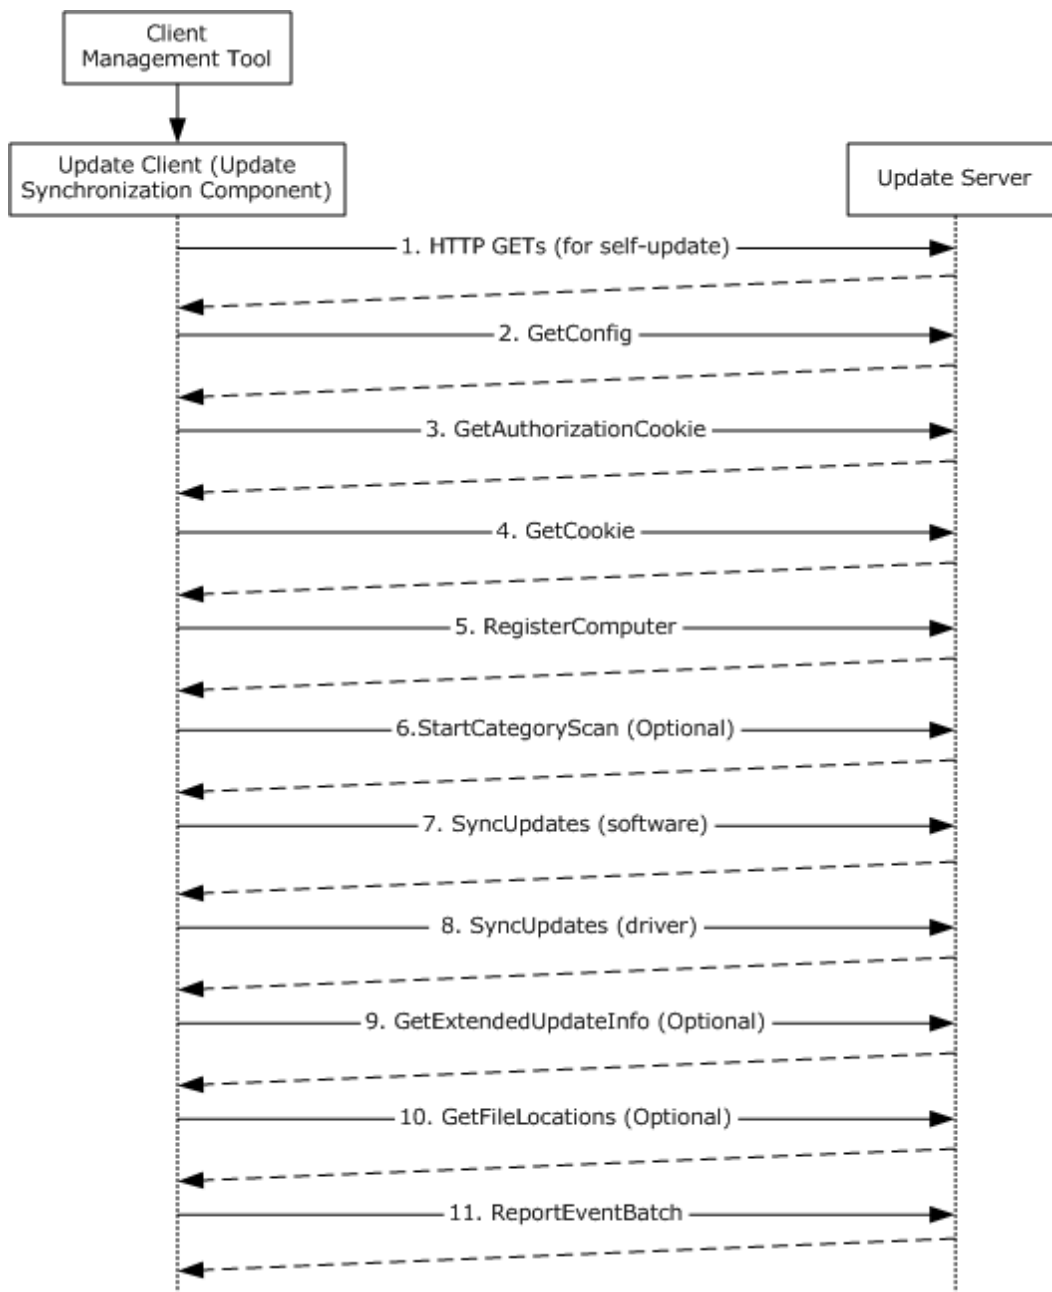 Client
Management Tool
Update Client (Update
Synchronization Component)
Update Server
1. HTTP GETs (for self-update)
2. GetConfig
3. GetAuthorizationCookie
4. GetCookie
5. RegisterComputer
6.StartCategoryScan (Optional)
7. SyncUpdates (software)
8. SyncUpdates (driver)
9. GetExtendedUpdateInfo (Optional)
10. GetFileLocations (Optional)
11. ReportEventBatch